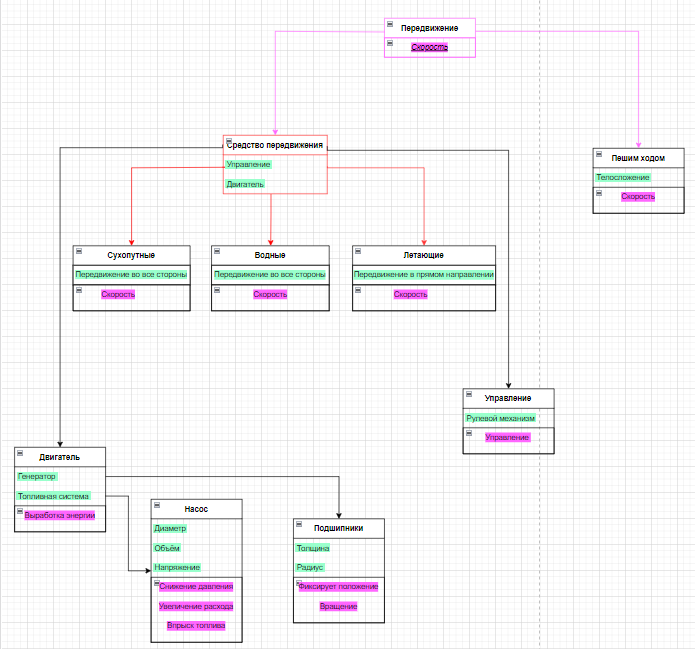 Передвижение
Скорость
Средство передвижения
Управление
Двигатель
Пешим ходом
Телосложение
Скорость
Сухопутные
Передвижение во все стороны
Скорость
Водные
Передвижение во все стороны
Скорость
Летающие
Передвижение в прямом направлении
Скорость
Управление
Рулевой механизм
Управление
Двигатель
Генератор
Топливная система
Выработка энергии
Насос
Диаметр
Объём
Напряжение
Снижение давления
Увеличение расхода
Впрыск топлива
Подшипники
Толщина
Радиус
Фиксирует положение
Вращение